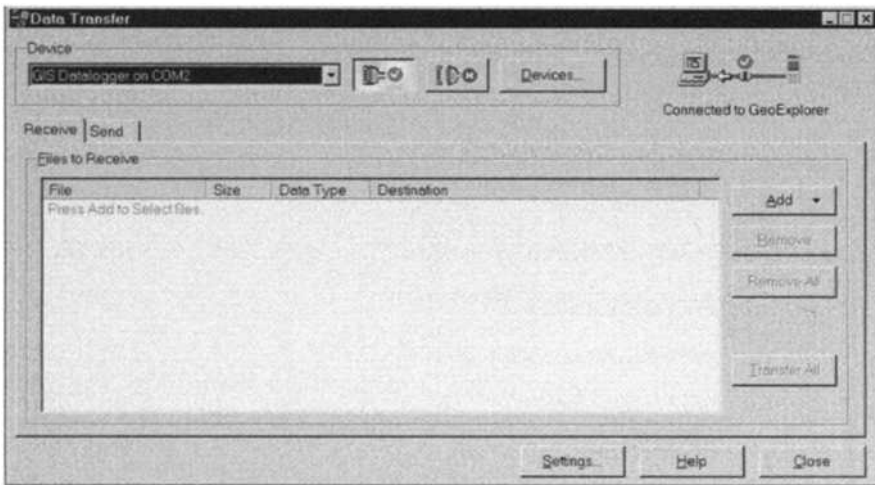 Data Transfer
Device
GIS Datalogger on COM2
Devices...
Connected to GeoExplorer
Receive
Send
Files to Receive
File Size Data Type Destination
Press Add to Select files.
Add
Remove
Remove All
Transfer All
Settings...
Help
Close